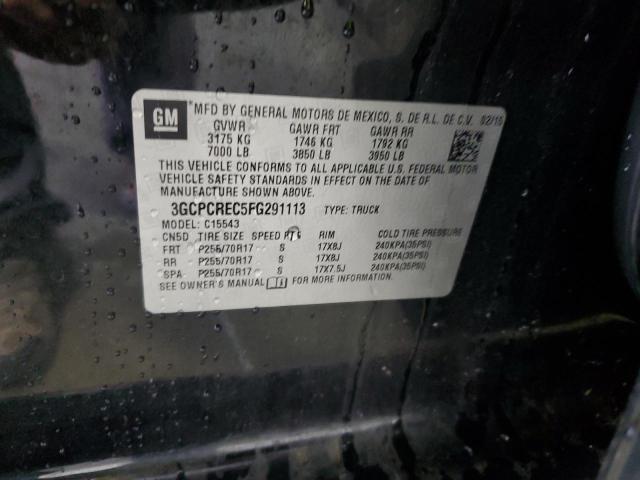 GM
*MFD BY GENERAL MOTORS DE MEXICO, S. DE R.L. DE C.V. 02/15
GVWR GAWR FRT GAWR RR
3175 KG 1746 KG 1792 KG
7000 LB 3850 LB 3950 LB
THIS VEHICLE CONFORMS TO ALL APPLICABLE U.S. FEDERAL MOTOR
VEHICLE SAFETY STANDARDS IN EFFECT ON THE DATE OF
MANUFACTURE SHOWN ABOVE.
3GCPCREC5FG291113 TYPE: TRUCK
MODEL: C15543
CN5D TIRE SIZE SPEED RTG RIM COLD TIRE PRESSURE
FRT P255/70R17 S 17X8J 240KPA(35PSI)
RR P255/70R17 S 17X8J 240KPA(35PSI)
SPA P255/70R17 S 17X7.5J 240KPA(35PSI)
SEE OWNER'S MANUAL FOR MORE INFORMATION.